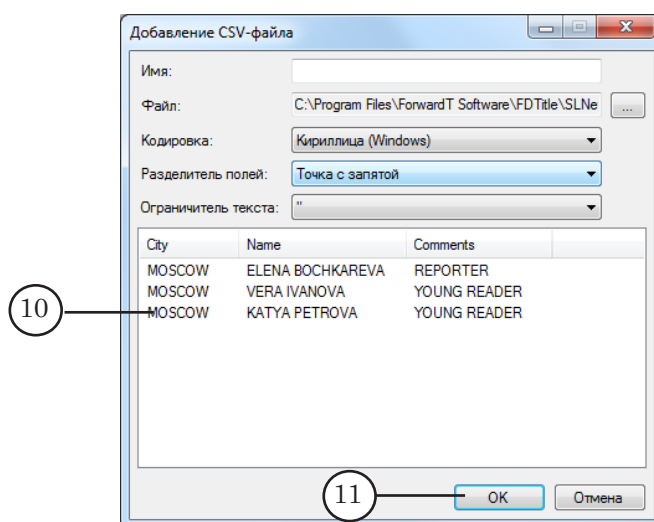 Добавление CSV-файла
Имя:
Файл: C:\Program Files\ForwardT Software\FDTitle\SLNe ...
Кодировка: Кириллица (Windows)
Разделитель полей: Точка с запятой
Ограничитель текста: "
City Name Comments
MOSCOW ELENA BOCHKAREVA REPORTER
MOSCOW VERA IVANOVA YOUNG READER
10 MOSCOW KATYA PETROVA YOUNG READER
11 OK Отмена